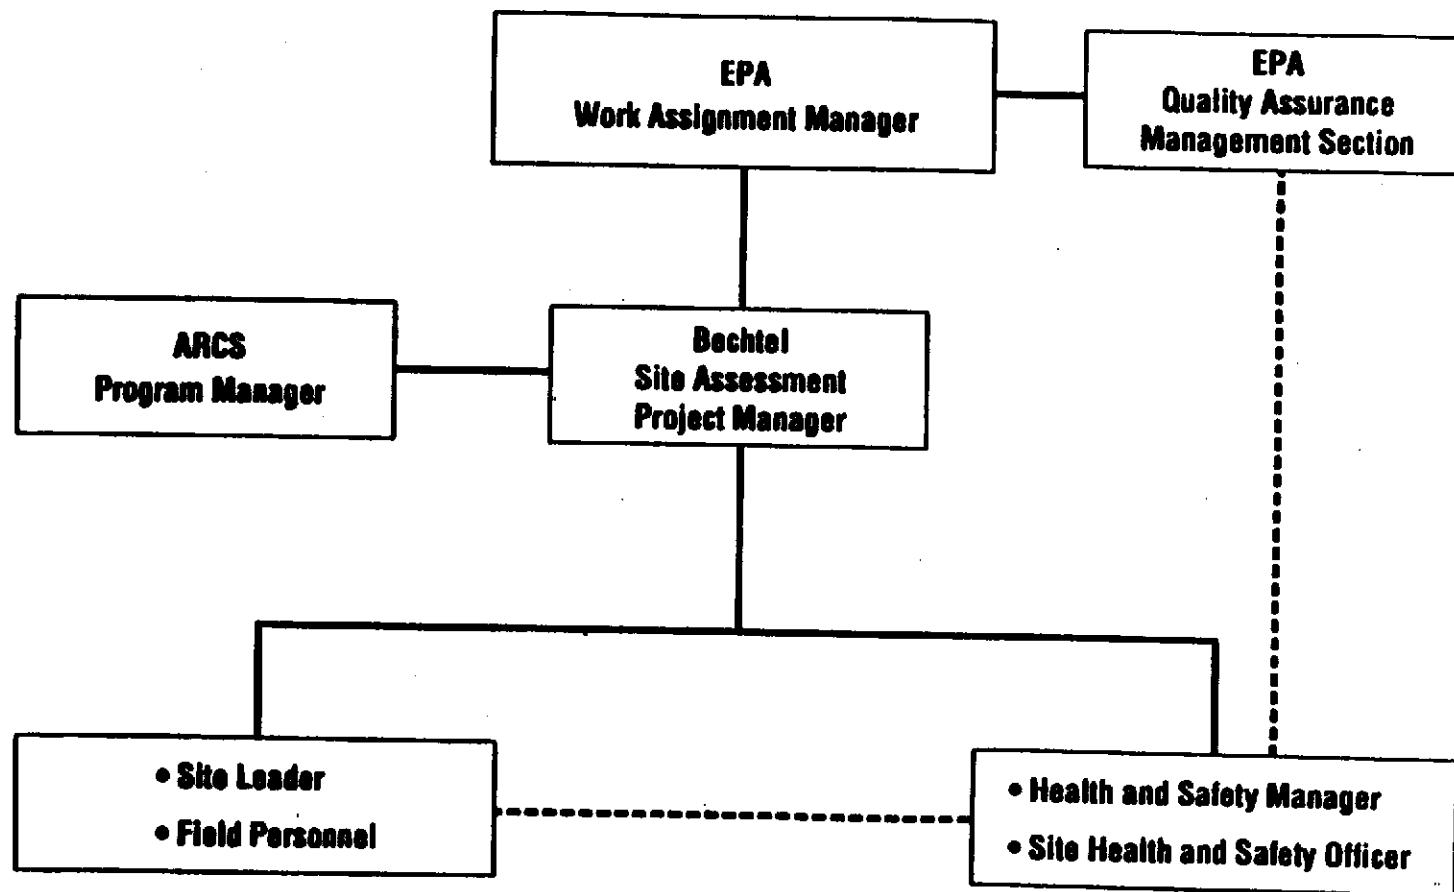 EPA
Work Assignment Manager
EPA
Quality Assurance
Management Section
ARCS
Program Manager
Bechtel
Site Assessment
Project Manager
• Site Leader
• Field Personnel
• Health and Safety Manager
• Site Health and Safety Officer